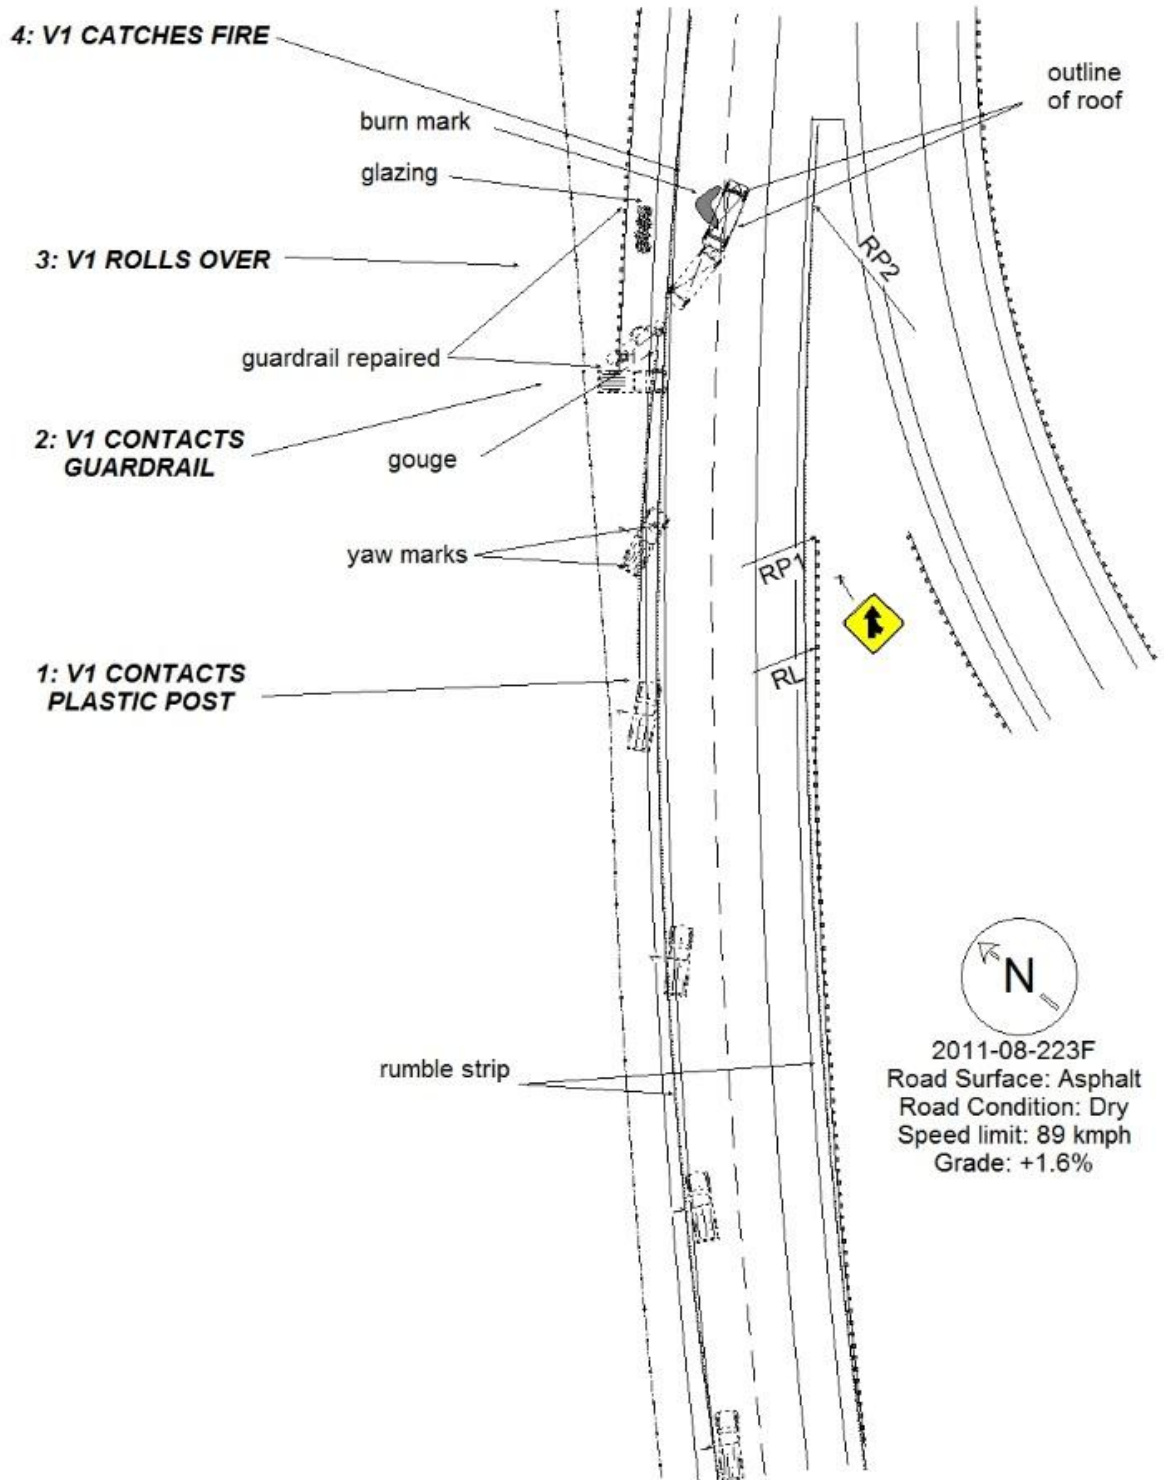 4: V1 CATCHES FIRE
outline
of roof
burn mark
glazing
RP2
3: V1 ROLLS OVER
guardrail repaired
2: V1 CONTACTS
GUARDRAIL
gouge
yaw marks
RP1
1: V1 CONTACTS
PLASTIC POST
RL
N
rumble strip
2011-08-223F
Road Surface: Asphalt
Road Condition: Dry
Speed limit: 89 kmph
Grade: +1.6%